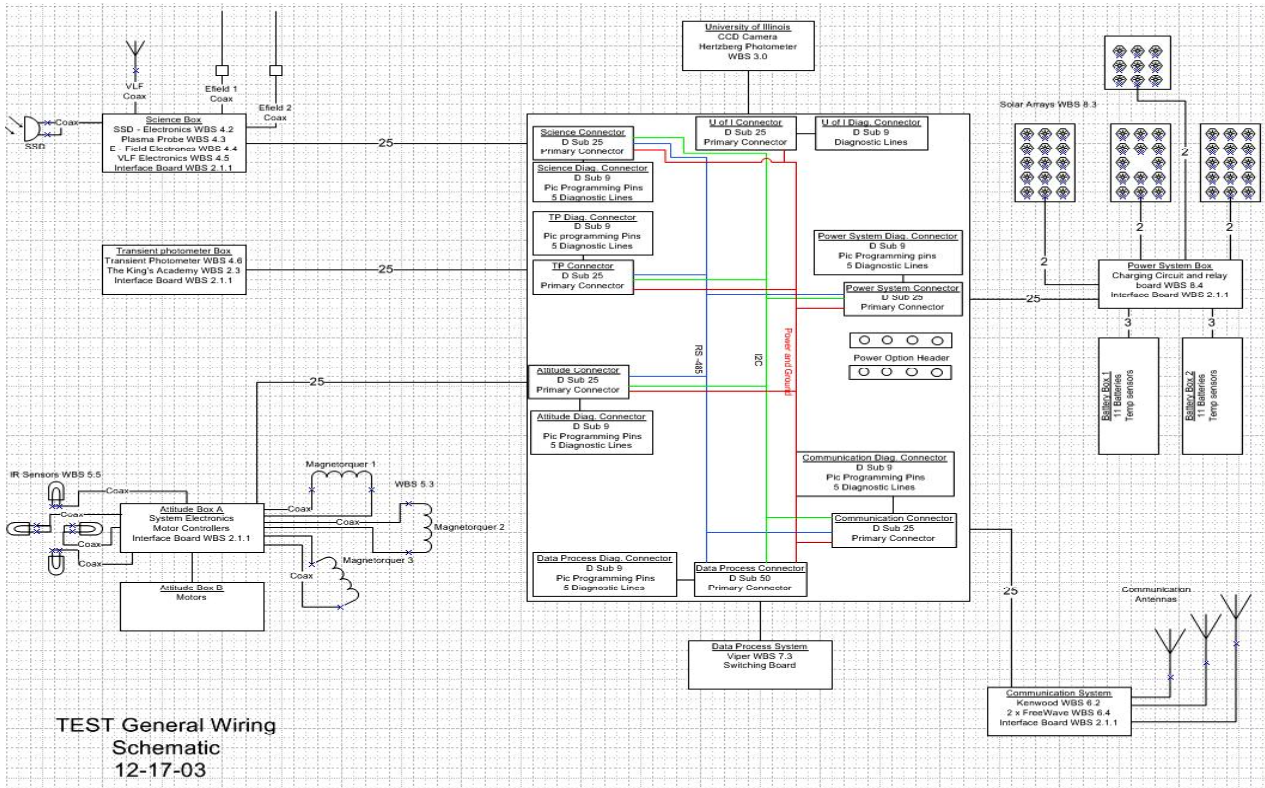 University of Illinois
CCD Camera
Hertzberg Photometer
WBS 3.0
VLF
Coax
Efield 1
Coax
Efield 2
Coax
Coax
SSD
Science Box
SSD - Electronics WBS 4.2
Plasma Probe WBS 4.3
E - Field Electronics WBS 4.4
VLF Electronics WBS 4.5
Interface Board WBS 2.1.1
25
Science Connector
D Sub 25
Primary Connector
Science Diag. Connector
D Sub 9
Pic Programming Pins
5 Diagnostic Lines
U of I Connector
D Sub 25
Primary Connector
U of I Diag. Connector
D Sub 9
Diagnostic Lines
Solar Arrays WBS 8.3
2
2
2
2
TP Diag. Connector
D Sub 9
Pic programming Pins
5 Diagnostic Lines
Transient photometer Box
Transient Photometer WBS 4.6
The King's Academy WBS 2.3
Interface Board WBS 2.1.1
25
TP Connector
D Sub 25
Primary Connector
Power System Diag. Connector
D Sub 9
Pic Programming pins
5 Diagnostic Lines
Power System Connector
D Sub 25
Primary Connector
25
Power System Box
Charging Circuit and relay
board WBS 8.4
Interface Board WBS 2.1.1
3
3
Power Option Header
RS -485
I2C
Power and Ground
Battery Box 1
11 Batteries
Temp sensors
Battery Box 2
11 Batteries
Temp sensors
25
Attitude Connector
D Sub 25
Primary Connector
Attitude Diag. Connector
D Sub 9
Pic Programming Pins
5 Diagnostic Lines
Communication Diag. Connector
D Sub 9
Pic Programming Pins
5 Diagnostic Lines
Communication Connector
D Sub 25
Primary Connector
IR Sensors WBS 5.5
Coax
Coax
Coax
Coax
Attitude Box A
System Electronics
Motor Controllers
Interface Board WBS 2.1.1
Magnetorquer 1
WBS 5.3
Coax
Coax
Magnetorquer 2
Magnetorquer 3
Coax
Attitude Box B
Motors
Data Process Diag. Connector
D Sub 9
Pic Programming Pins
5 Diagnostic Lines
Data Process Connector
D Sub 50
Primary Connector
25
Communication
Antennas
Data Process System
Viper WBS 7.3
Switching Board
Communication System
Kenwood WBS 6.2
2 x FreeWave WBS 6.4
Interface Board WBS 2.1.1
TEST General Wiring
Schematic
12-17-03